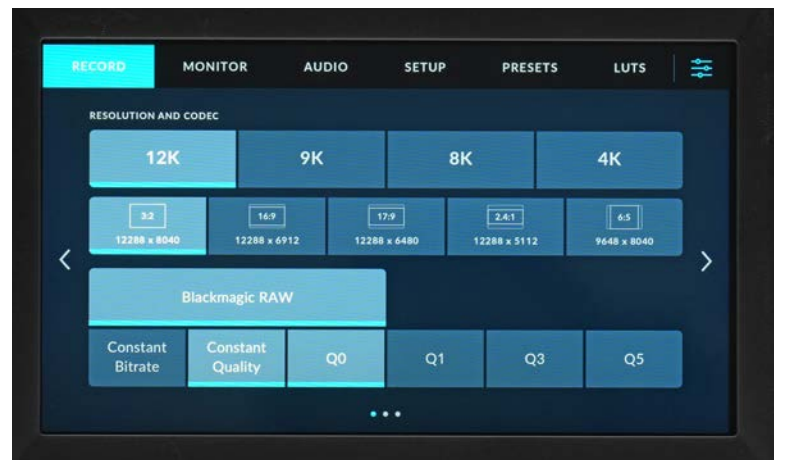 RECORD MONITOR AUDIO SETUP PRESETS LUTS
RESOLUTION AND CODEC
12K 9K 8K 4K
3:2 16:9 17:9 2.4:1 6:5
12288 x 8040 12288 x 6912 12288 x 6480 12288 x 5112 9648 x 8040
Blackmagic RAW
Constant Bitrate Constant Quality Q0 Q1 Q3 Q5